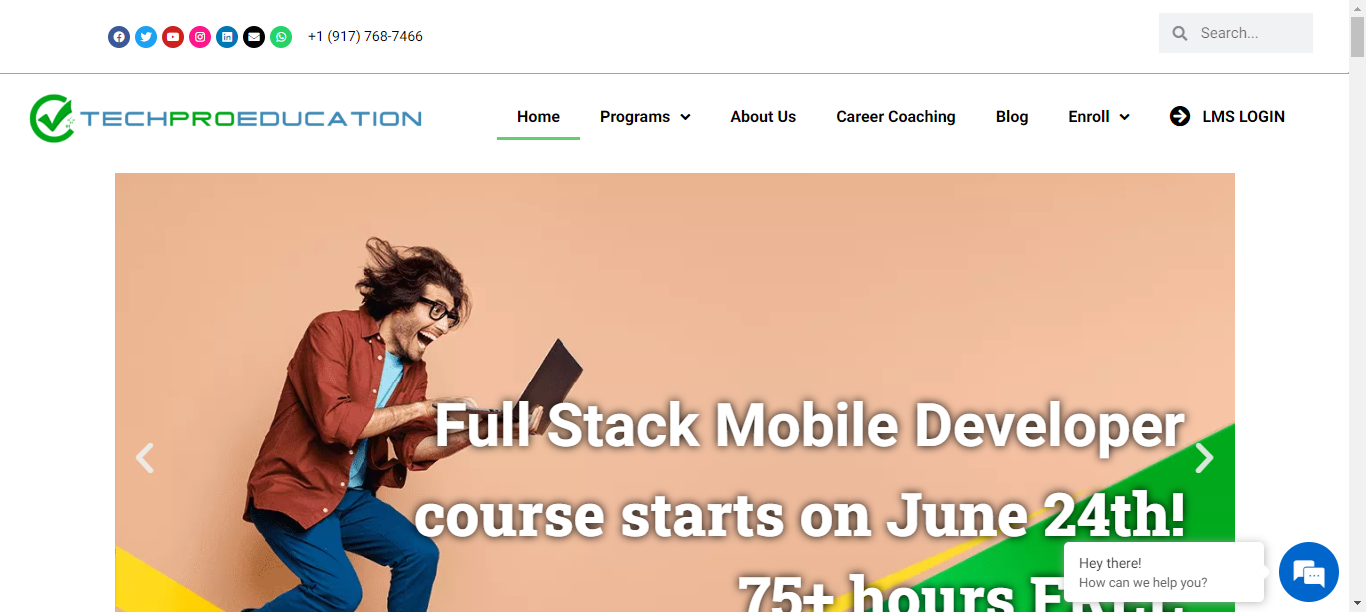 +1 (917) 768-7466
Search...
TECHPROEDUCATION
Home
Programs
About Us
Career Coaching
Blog
Enroll
LMS LOGIN
Full Stack Mobile Developer
course starts on June 24th!
75+ hours
Hey there!
How can we help you?